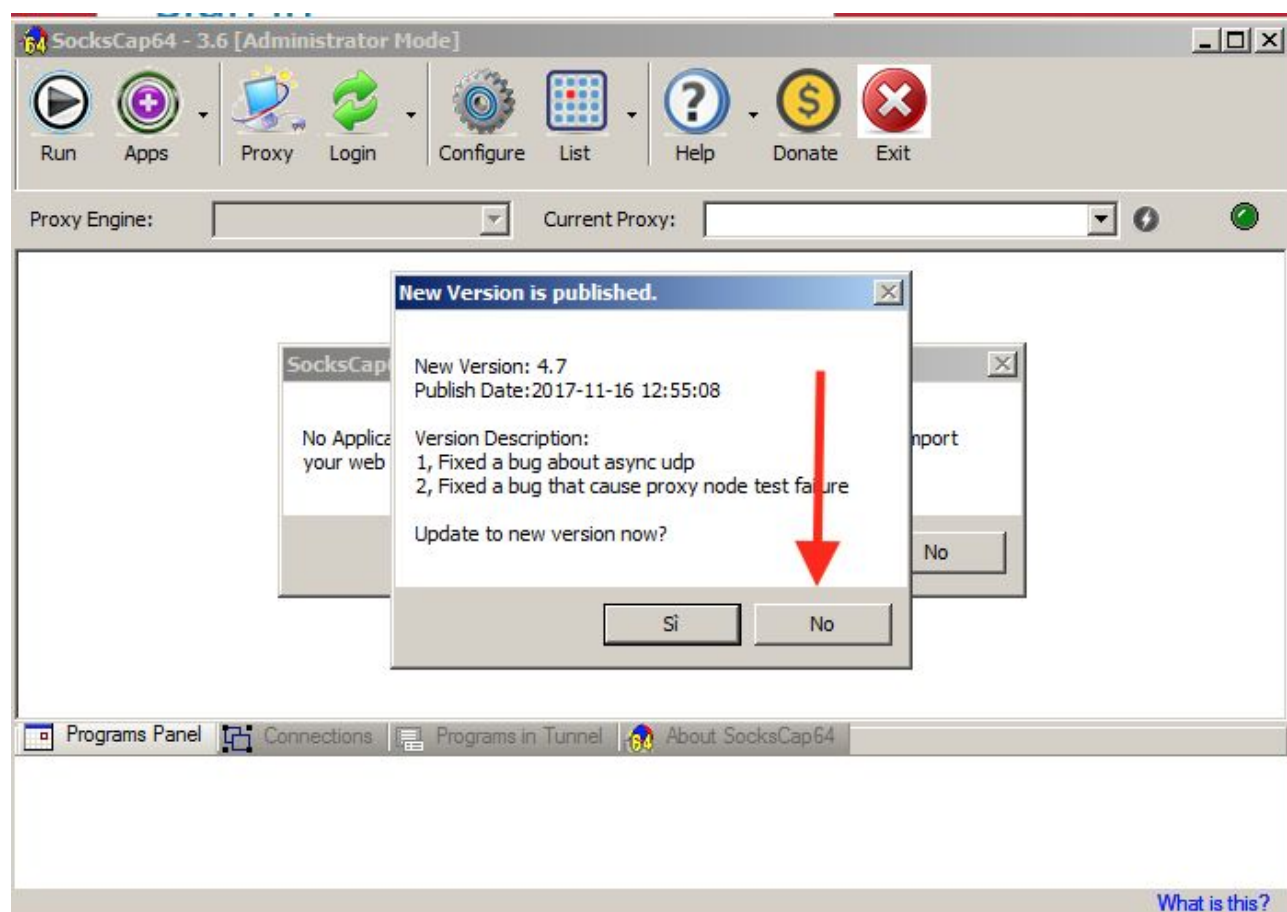 SocksCap64 - 3.6 [Administrator Mode]
Run Apps Proxy Login Configure List Help Donate Exit
Proxy Engine: Current Proxy:
New Version is published.
New Version: 4.7
Publish Date:2017-11-16 12:55:08
Version Description:
1, Fixed a bug about async udp
2, Fixed a bug that cause proxy node test failure
Update to new version now?
Sì No
SocksCap
No Applica
your web
No
Programs Panel Connections Programs in Tunnel About SocksCap64
What is this?